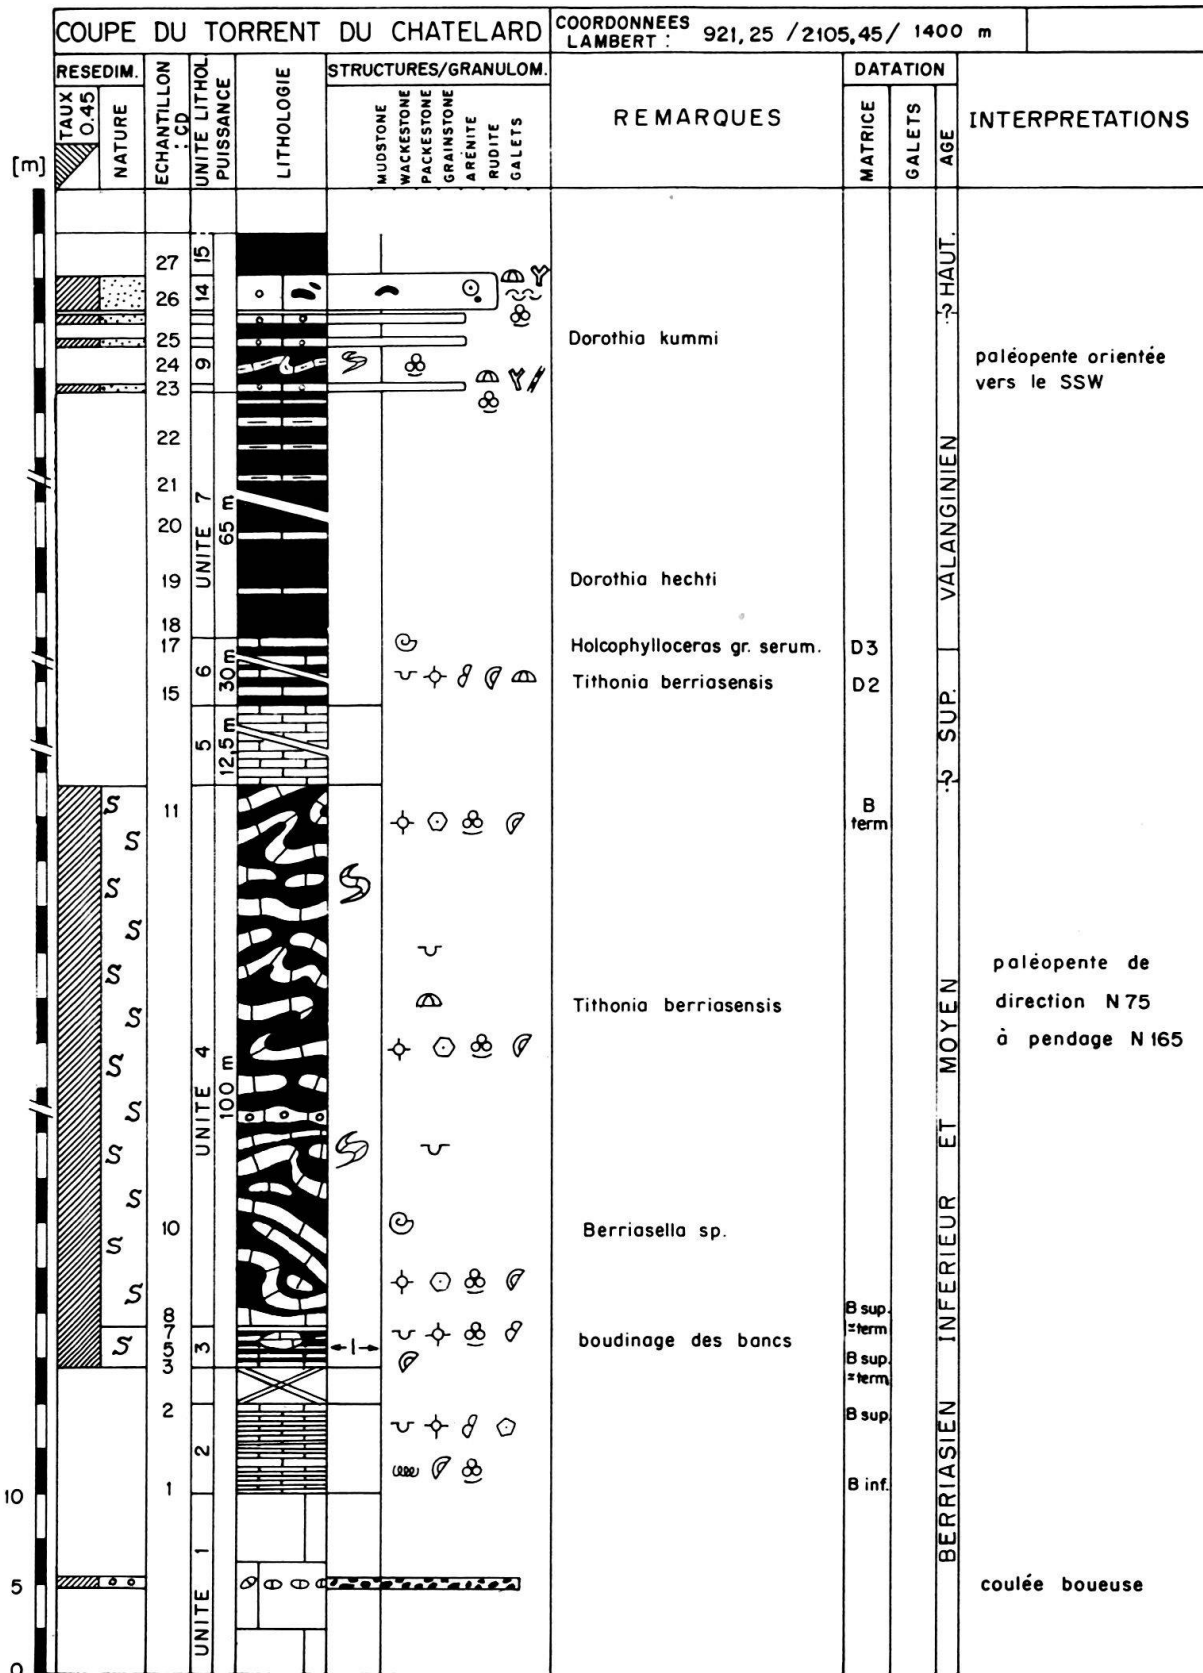 COUPE DU TORRENT DU CHATELARD
COORDONNEES
LAMBERT : 921,25 /2105,45/ 1400 m
RESEDIM.
TAUX
0.45
NATURE
ECHANTILLON
: CD
UNITE LITHOL
PUISSANCE
LITHOLOGIE
STRUCTURES/GRANULOM.
MUDSTONE
WACKESTONE
PACKESTONE
GRAINSTONE
ARÉNITE
RUDITE
GALETS
REMARQUES
DATATION
MATRICE
GALETS
AGE
INTERPRETATIONS
[m]
27
15
HAUT.
26
14
?
25
Dorothia kummi
24
9
paléopente orientée
23
vers le SSW
22
21
20
UNITE 7
65 m
VALANGINIEN
19
Dorothia hechti
18
17
Holcophylloceras gr. serum.
D3
6
30 m
15
Tithonia berriasensis
D2
SUP.
5
12,5 m
?
11
B
term
paléopente de
Tithonia berriasensis
direction N 75
à pendage N 165
UNITE 4
100 m
10
Berriasella sp.
8
B sup.
≃term
7
5
3
3
boudinage des bancs
B sup.
≃term
2
B sup.
2
1
B inf.
BERRIASIEN INFERIEUR ET MOYEN
10
UNITE 1
5
coulée boueuse
0